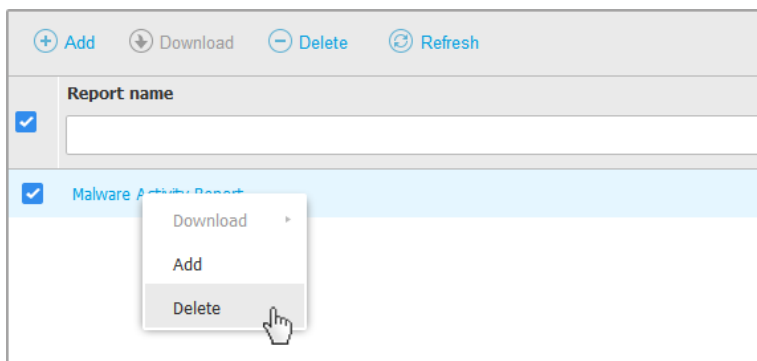 Add Download Delete Refresh
Report name
Malware Activity Report
Download
Add
Delete